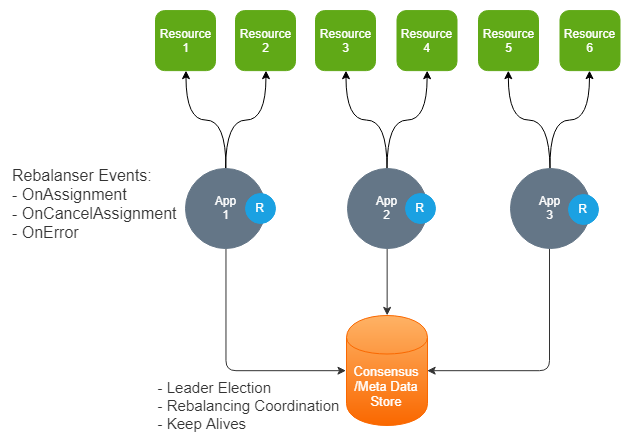 Resource
1
Resource
2
Resource
3
Resource
4
Resource
5
Resource
6
Rebalanser Events:
- OnAssignment
- OnCancelAssignment
- OnError
App
1
R
App
2
R
App
3
R
Consensus
/Meta Data
Store
- Leader Election
- Rebalancing Coordination
- Keep Alives